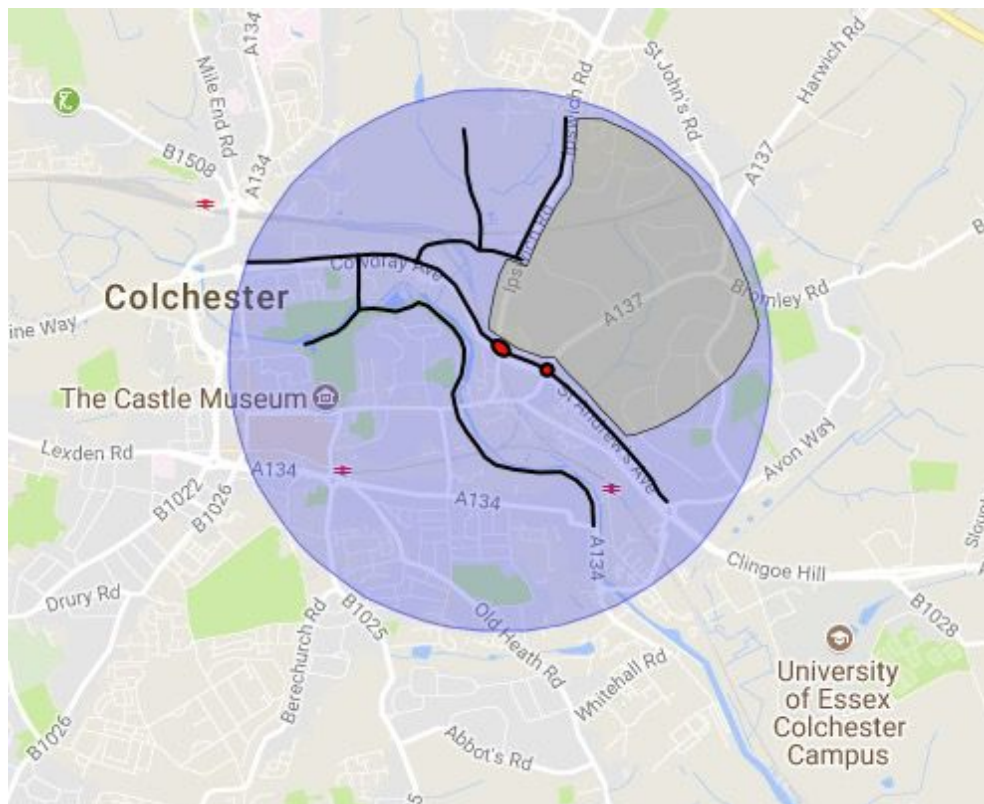 A134
Mile End Rd
B1508
A134
Ipswich Rd
St John's Rd
Harwich Rd
A137
Ipswich Rd
Cowdray Ave
A137
Bromley Rd
Colchester
ine Way
The Castle Museum
St Andrew's Ave
Lexden Rd
A134
B1022
B1026
A134
Avon Way
A134
Clingoe Hill
Drury Rd
B1025
Old Heath Rd
Berechurch Rd
Whitehall Rd
B1028
University
of Essex
Colchester
Campus
B1026
Abbot's Rd